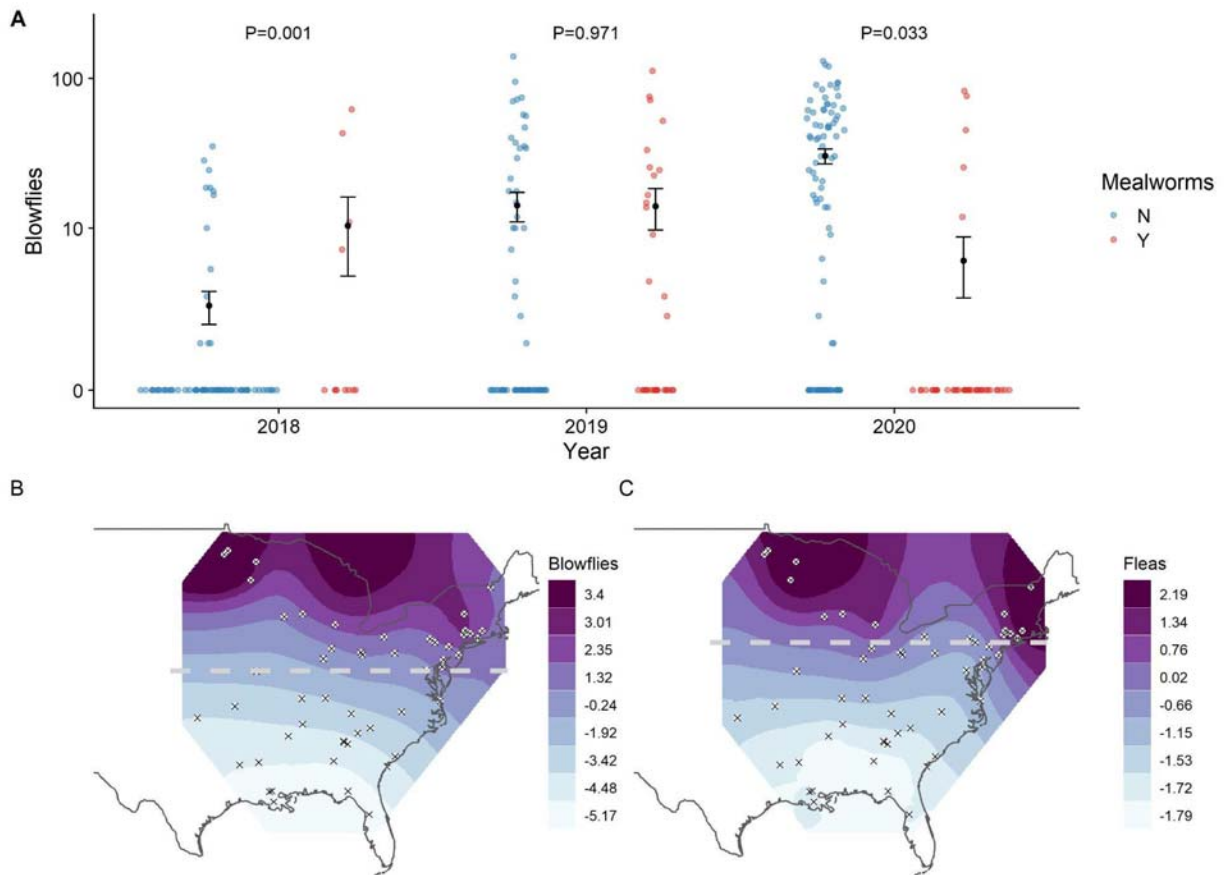 A
P=0.001 P=0.971 P=0.033
100
10
0
Blowflies
2018 2019 2020
Year
Mealworms
N
Y
B
Blowflies
3.4
3.01
2.35
1.32
-0.24
-1.92
-3.42
-4.48
-5.17
C
Fleas
2.19
1.34
0.76
0.02
-0.66
-1.15
-1.53
-1.72
-1.79